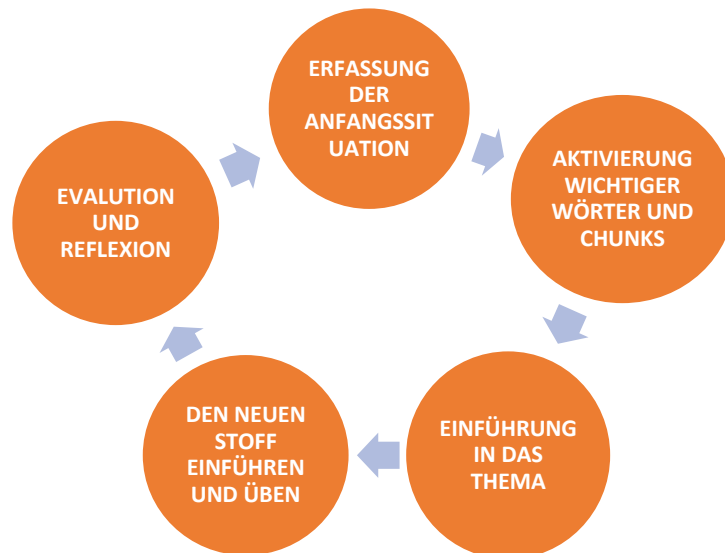 ERFASSUNG
DER
ANFANGSSIT
UATION
AKTIVIERUNG
WICHTIGER
WÖRTER UND
CHUNKS
EINFÜHRUNG
IN DAS
THEMA
DEN NEUEN
STOFF
EINFÜHREN
UND ÜBEN
EVALUTION
UND
REFLEXION